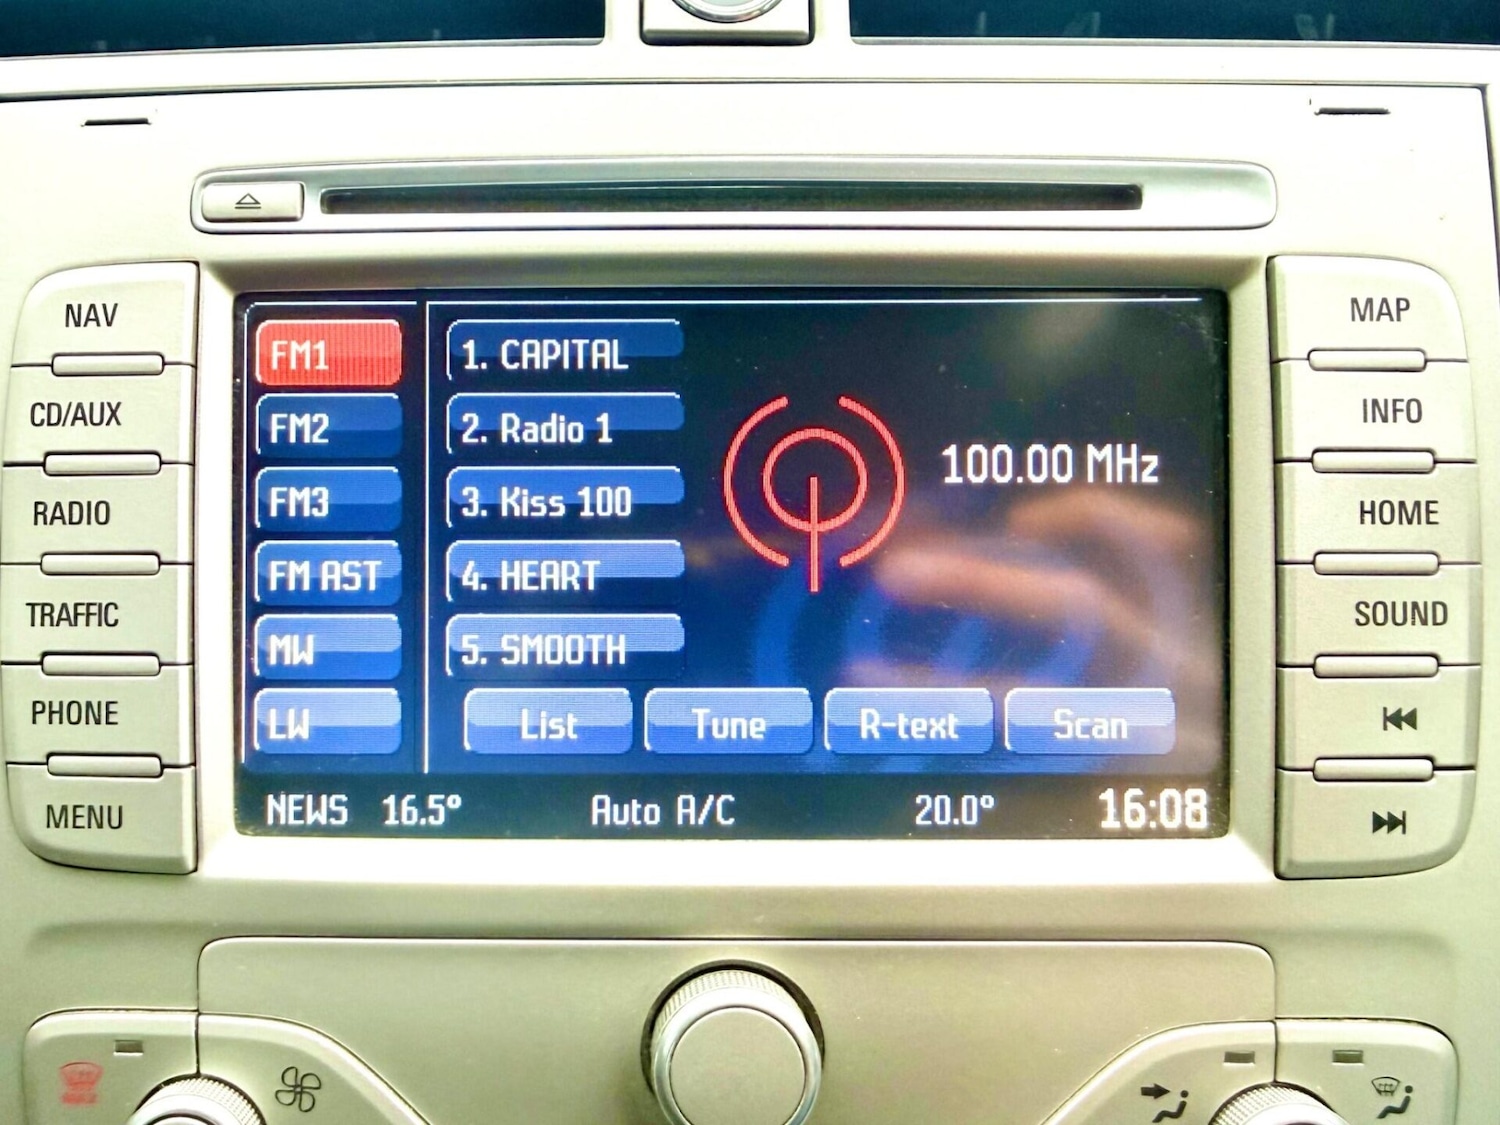 NAV
CD/AUX
RADIO
TRAFFIC
PHONE
MENU
FM1
FM2
FM3
FM AST
MW
LW
1. CAPITAL
2. Radio 1
3. Kiss 100
4. HEART
5. SMOOTH
100.00 MHz
List Tune R-text Scan
NEWS 16.5° Auto A/C 20.0° 16:08
MAP
INFO
HOME
SOUND